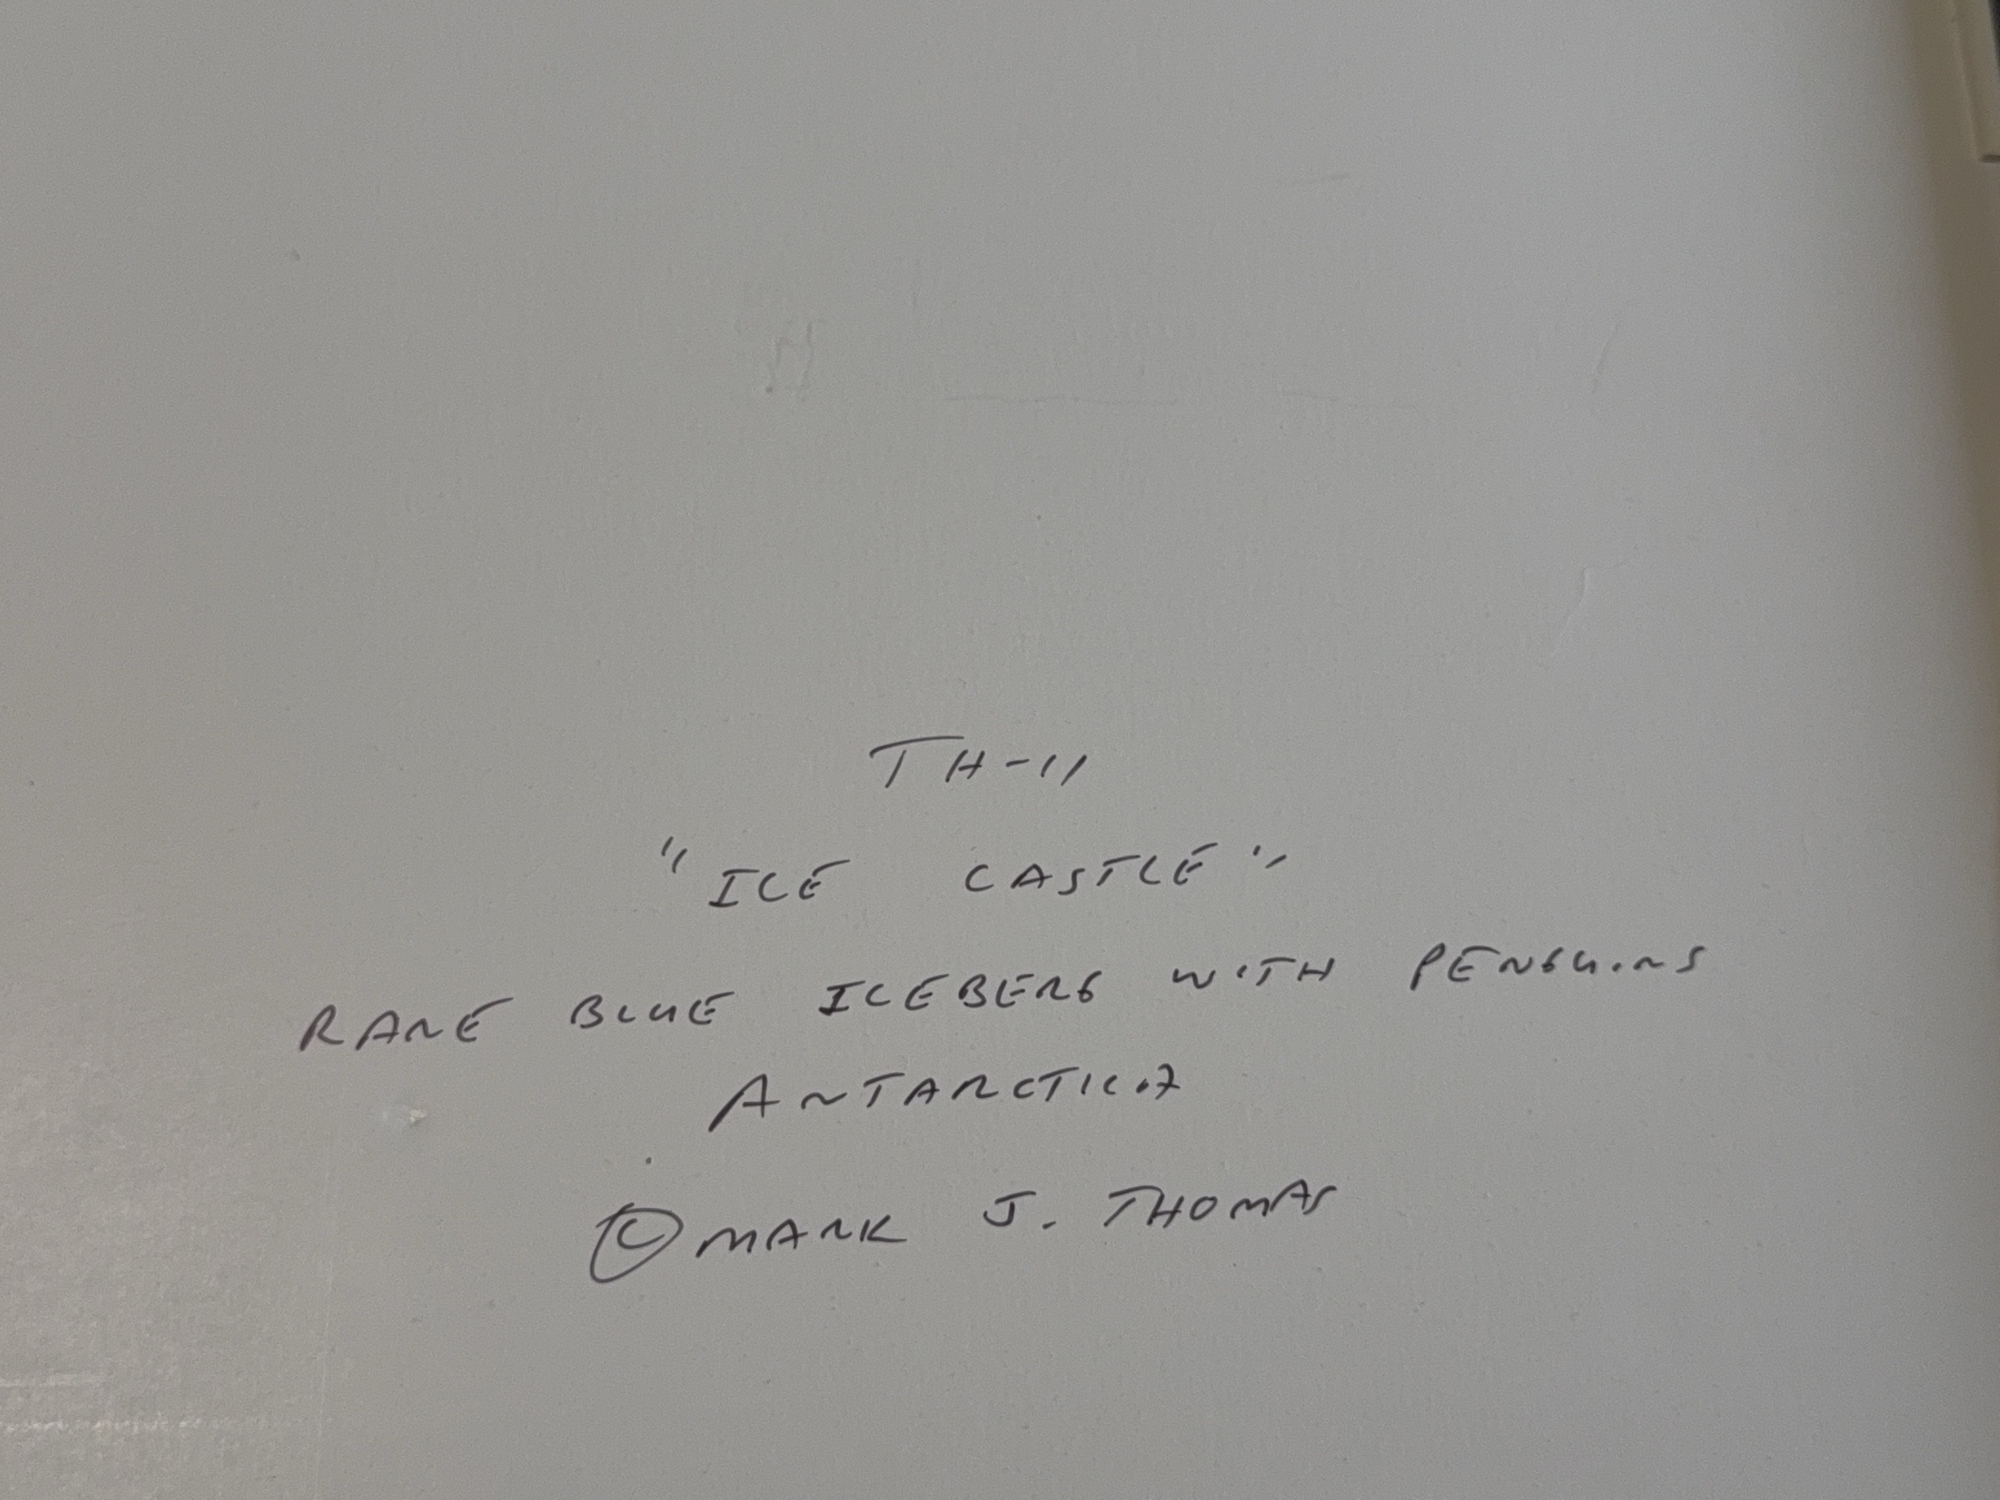 TH-11
"ICE CASTLE"
RARE BLUE ICEBERG WITH PENGUINS
ANTARCTICA
© MARK J. THOMAS